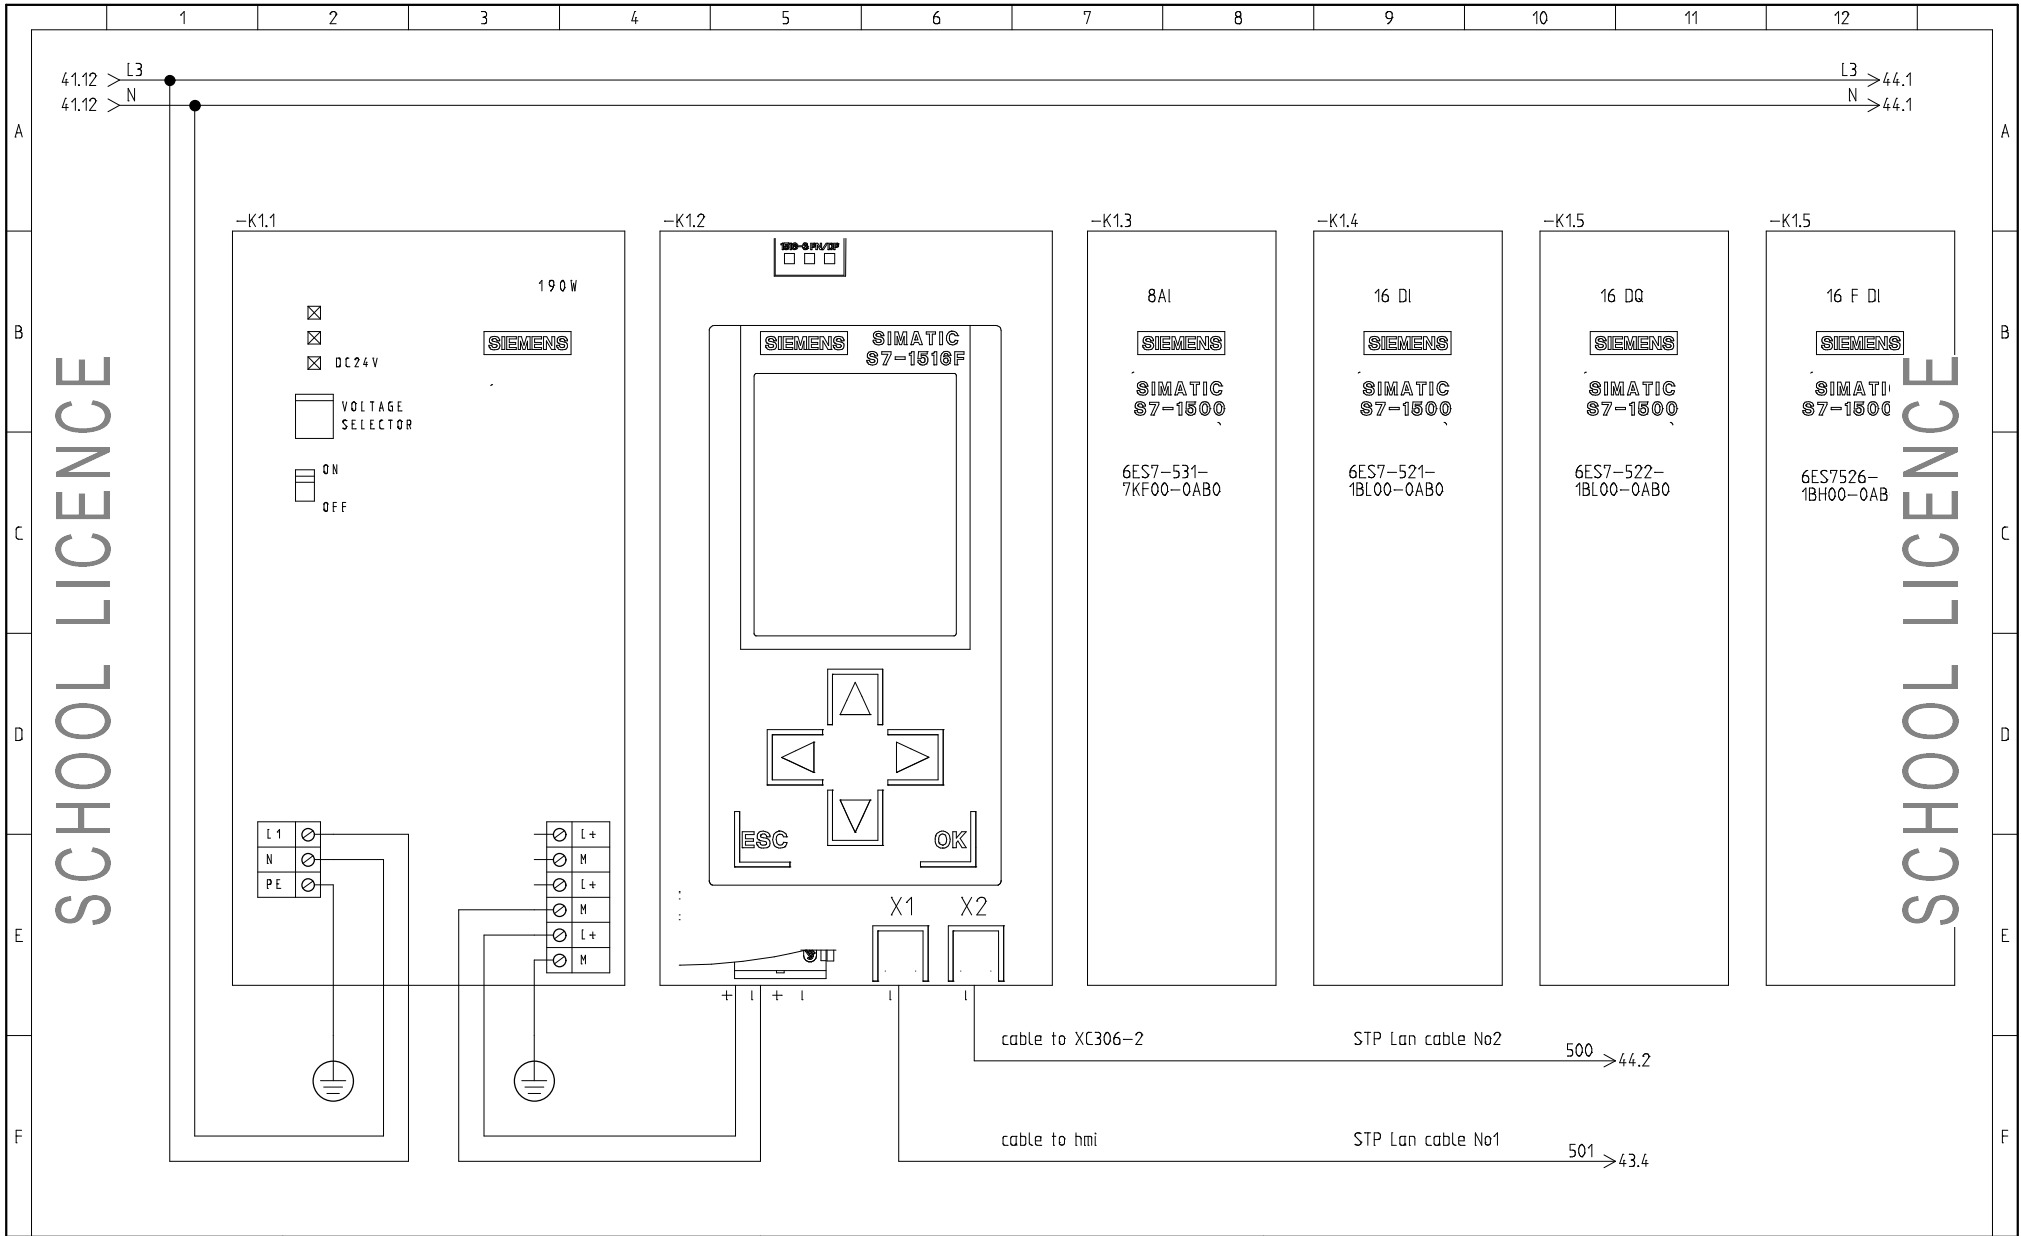 1 2 3 4 5 6 7 8 9 10 11 12
41.12 L3 L3 44.1
41.12 N N 44.1
A A
-K1.1 -K1.2 -K1.3 -K1.4 -K1.5 -K1.5
190W
8AI 16 DI 16 DQ 16 F DI
B B
SIEMENS SIEMENS SIEMENS SIEMENS SIEMENS SIEMENS
SIMATIC
S7-1516F
DC24V
SIMATIC SIMATIC SIMATIC SIMATI
S7-1500 S7-1500 S7-1500 S7-1500
VOLTAGE
SELECTOR
ON
OFF
6ES7-531-
7KF00-0AB0
6ES7-521-
1BL00-0AB0
6ES7-522-
1BL00-0AB0
6ES7526-
1BH00-0AB
C C
SCHOOL LICENCE
SCHOOL LICENCE
D D
L1
N
PE
L+
M
L+
M
L+
M
ESC OK
X1 X2
E E
+ +
cable to XC306-2 STP Lan cable No2 500 44.2
F F
cable to hmi STP Lan cable No1 501 43.4